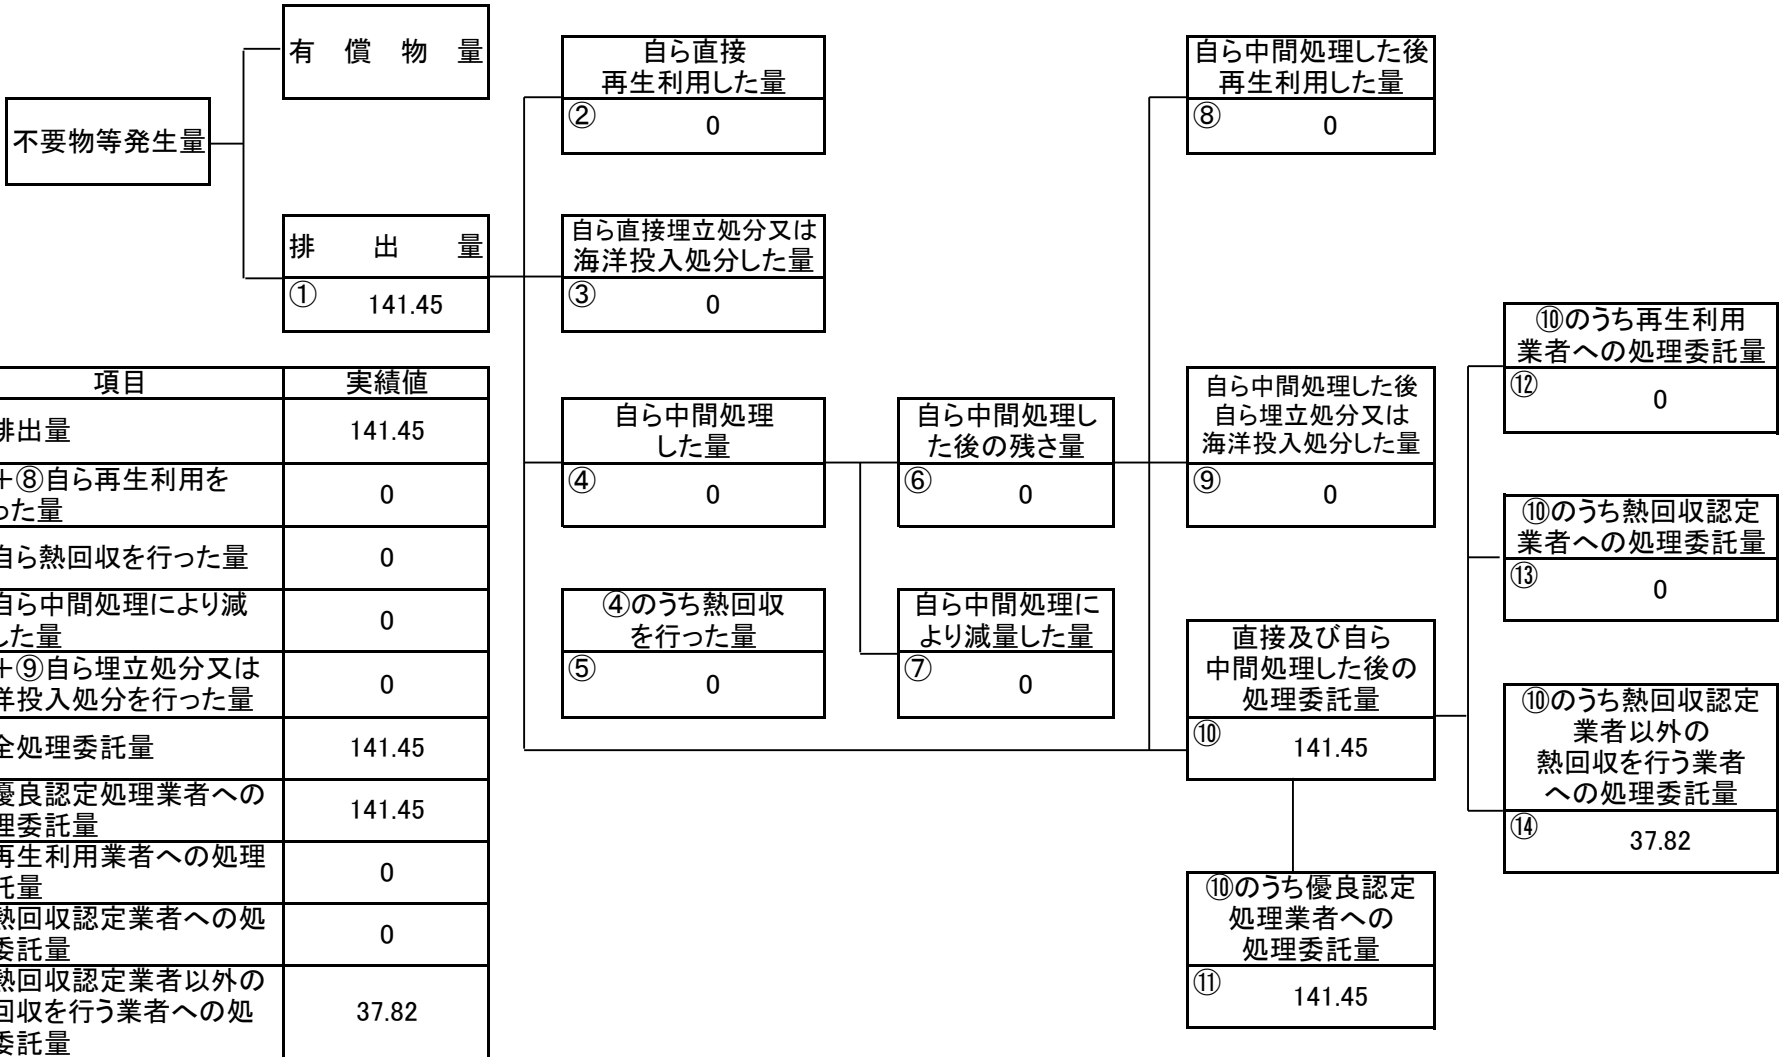 有償物量
自ら直接
再生利用した量
② 0
自ら中間処理した後
再生利用した量
⑧ 0
不要物等発生量
排出量
① 141.45
自ら直接埋立処分又は
海洋投入処分した量
③ 0
⑩のうち再生利用
業者への処理委託量
⑫ 0
自ら中間処理
した量
④ 0
自ら中間処理し
た後の残さ量
⑥ 0
自ら中間処理した後
自ら埋立処分又は
海洋投入処分した量
⑨ 0
⑩のうち熱回収認定
業者への処理委託量
⑬ 0
④のうち熱回収
を行った量
⑤ 0
自ら中間処理に
より減量した量
⑦ 0
直接及び自ら
中間処理した後の
処理委託量
⑩ 141.45
⑩のうち熱回収認定
業者以外の
熱回収を行う業者
への処理委託量
⑭ 37.82
⑩のうち優良認定
処理業者への
処理委託量
⑪ 141.45
項目 実績値
排出量 141.45
+⑧自ら再生利用を
った量 0
自ら熱回収を行った量 0
自ら中間処理により減
した量 0
+⑨自ら埋立処分又は
洋投入処分を行った量 0
全処理委託量 141.45
優良認定処理業者への
理委託量 141.45
再生利用業者への処理
託量 0
熱回収認定業者への処
委託量 0
熱回収認定業者以外の
回収を行う業者への処
委託量 37.82